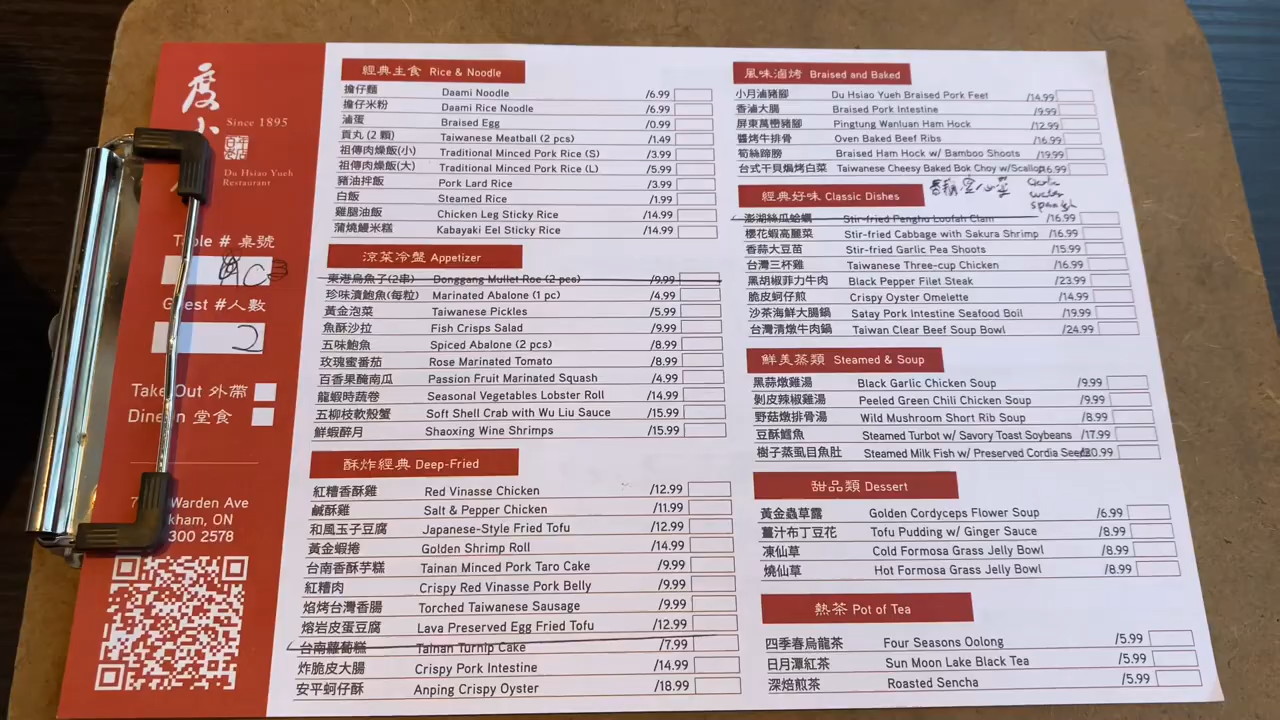 度小
Since 1895
Du Hsiao Yueh
Restaurant
Table # 桌號
C3
Guest #人數
2
Take Out 外帶
Dine In 堂食
Warden Ave
kham, ON
300 2578
經典主食 Rice & Noodle
擔仔麵 Daami Noodle /6.99
擔仔米粉 Daami Rice Noodle /6.99
滷蛋 Braised Egg /0.99
貢丸 (2 顆) Taiwanese Meatball (2 pcs) /1.49
祖傳肉燥飯(小) Traditional Minced Pork Rice (S) /3.99
祖傳肉燥飯(大) Traditional Minced Pork Rice (L) /5.99
豬油拌飯 Pork Lard Rice /3.99
白飯 Steamed Rice /1.99
雞腿油飯 Chicken Leg Sticky Rice /14.99
蒲燒鰻米糕 Kabayaki Eel Sticky Rice /14.99
涼菜冷盤 Appetizer
東港烏魚子(2串) Donggang Mullet Roe (2 pcs) /9.99
珍味漬鮑魚(每粒) Marinated Abalone (1 pc) /4.99
黃金泡菜 Taiwanese Pickles /5.99
魚酥沙拉 Fish Crisps Salad /9.99
五味鮑魚 Spiced Abalone (2 pcs) /8.99
玫瑰蜜番茄 Rose Marinated Tomato /8.99
百香果醃南瓜 Passion Fruit Marinated Squash /4.99
龍蝦時蔬卷 Seasonal Vegetables Lobster Roll /14.99
五柳枝軟殼蟹 Soft Shell Crab with Wu Liu Sauce /15.99
鮮蝦醉月 Shaoxing Wine Shrimps /15.99
酥炸經典 Deep-Fried
紅糟香酥雞 Red Vinasse Chicken /12.99
鹹酥雞 Salt & Pepper Chicken /11.99
和風玉子豆腐 Japanese-Style Fried Tofu /12.99
黃金蝦捲 Golden Shrimp Roll /14.99
台南香酥芋糕 Tainan Minced Pork Taro Cake /9.99
紅糟肉 Crispy Red Vinasse Pork Belly /9.99
焰烤台灣香腸 Torched Taiwanese Sausage /9.99
熔岩皮蛋豆腐 Lava Preserved Egg Fried Tofu /12.99
台南蘿蔔糕 Tainan Turnip Cake /7.99
炸脆皮大腸 Crispy Pork Intestine /14.99
安平蚵仔酥 Anping Crispy Oyster /18.99
風味滷烤 Braised and Baked
小月滷豬腳 Du Hsiao Yueh Braised Pork Feet /14.99
香滷大腸 Braised Pork Intestine /9.99
屏東萬巒豬腳 Pingtung Wanluan Ham Hock /12.99
醬烤牛排骨 Oven Baked Beef Ribs /16.99
筍絲蹄膀 Braised Ham Hock w/ Bamboo Shoots /19.99
台式干貝焗烤白菜 Taiwanese Cheesy Baked Bok Choy w/Scallop/16.99
經典好味 Classic Dishes
空心菜 Garlic
water
spanish
澎湖絲瓜蛤蠣 Stir-fried Penghu Loofah Clam /16.99
櫻花蝦高麗菜 Stir-fried Cabbage with Sakura Shrimp /16.99
香蒜大豆苗 Stir-fried Garlic Pea Shoots /15.99
台灣三杯雞 Taiwanese Three-cup Chicken /16.99
黑胡椒菲力牛肉 Black Pepper Filet Steak /23.99
脆皮蚵仔煎 Crispy Oyster Omelette /14.99
沙茶海鮮大腸鍋 Satay Pork Intestine Seafood Boil /19.99
台灣清燉牛肉鍋 Taiwan Clear Beef Soup Bowl /24.99
鮮美蒸類 Steamed & Soup
黑蒜燉雞湯 Black Garlic Chicken Soup /9.99
剝皮辣椒雞湯 Peeled Green Chili Chicken Soup /9.99
野菇燉排骨湯 Wild Mushroom Short Rib Soup /8.99
豆酥鱈魚 Steamed Turbot w/ Savory Toast Soybeans /17.99
樹子蒸虱目魚肚 Steamed Milk Fish w/ Preserved Cordia Seeds/20.99
甜品類 Dessert
黃金蟲草露 Golden Cordyceps Flower Soup /6.99
薑汁布丁豆花 Tofu Pudding w/ Ginger Sauce /8.99
凍仙草 Cold Formosa Grass Jelly Bowl /8.99
燒仙草 Hot Formosa Grass Jelly Bowl /8.99
熱茶 Pot of Tea
四季春烏龍茶 Four Seasons Oolong /5.99
日月潭紅茶 Sun Moon Lake Black Tea /5.99
深焙煎茶 Roasted Sencha /5.99